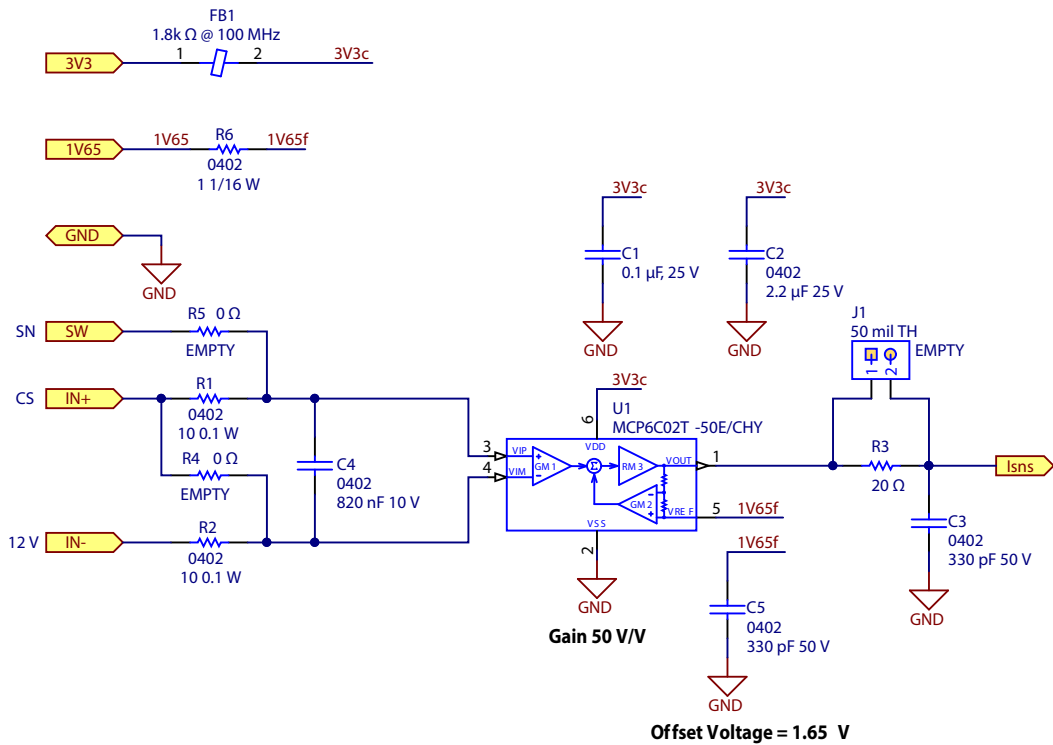 FB1
1.8k Ω @ 100 MHz
3V3
1
2
3V3c
1V65
1V65
R6
1V65f
0402
1 1/16 W
GND
GND
3V3c
C1
0.1 µF, 25 V
GND
3V3c
C2
0402
2.2 µF 25 V
GND
J1
50 mil TH
EMPTY
1
2
SN
SW
R5 0 Ω
EMPTY
CS
IN+
R1
0402
10 0.1 W
R4 0 Ω
EMPTY
C4
0402
820 nF 10 V
12 V
IN-
R2
0402
10 0.1 W
3V3c
6
U1
MCP6C02T -50E/CHY
VDD
3
VIP
4
VIM
GM 1
Σ
RM 3
VOUT
1
GM 2
VRE F
5
1V65f
VSS
2
GND
Gain 50 V/V
R3
20 Ω
Isns
C3
0402
330 pF 50 V
GND
1V65f
C5
0402
330 pF 50 V
GND
Offset Voltage = 1.65 V